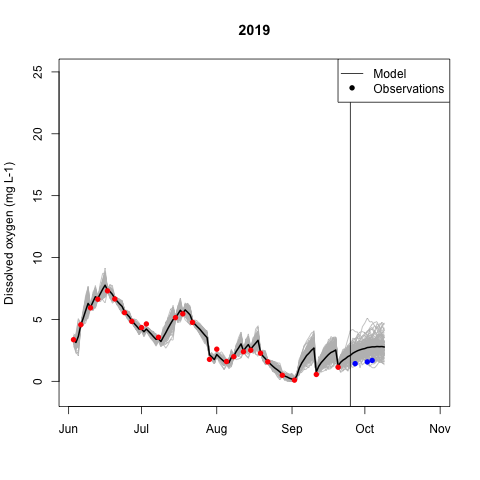 2019
Model
Observations
Dissolved oxygen (mg L-1)
25
20
15
10
5
0
Jun Jul Aug Sep Oct Nov